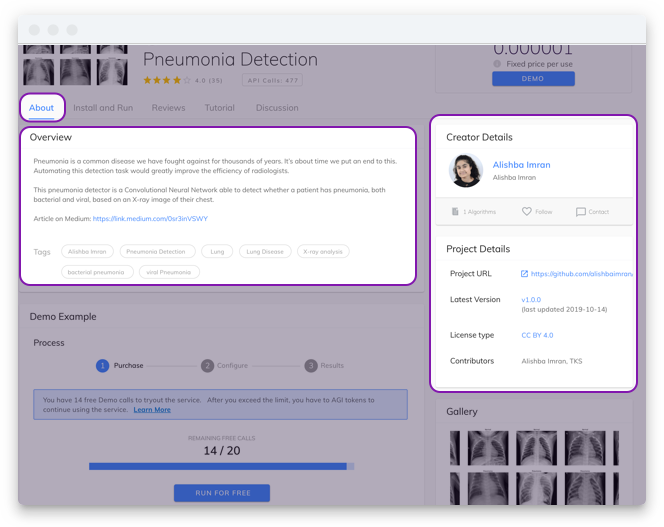 Pneumonia Detection
4.0 (35)
API Calls: 477
0.000001
Fixed price per use
DEMO
About
Install and Run
Reviews
Tutorial
Discussion
Overview
Pneumonia is a common disease we have fought against for thousands of years. It's about time we put an end to this.
Automating this detection task would greatly improve the efficiency of radiologists.
This pneumonia detector is a Convolutional Neural Network able to detect whether a patient has pneumonia, both
bacterial and viral, based on an X-ray image of their chest.
Article on Medium: https://link.medium.com/0sr3inVSWY
Tags
Alishba Imran
Pneumonia Detection
Lung
Lung Disease
X-ray analysis
bacterial pneumonia
viral Pneumonia
Creator Details
Alishba Imran
Alishba Imran
1 Algorithms
Follow
Contact
Project Details
Project URL
https://github.com/alishbaimran/
Latest Version
v1.0.0
(last updated 2019-10-14)
License type
CC BY 4.0
Contributors
Alishba Imran, TKS
Demo Example
Process
1 Purchase
2 Configure
3 Results
You have 14 free Demo calls to tryout the service. After you exceed the limit, you have to AGI tokens to
continue using the service. Learn More
REMAINING FREE CALLS
14 / 20
RUN FOR FREE
Gallery